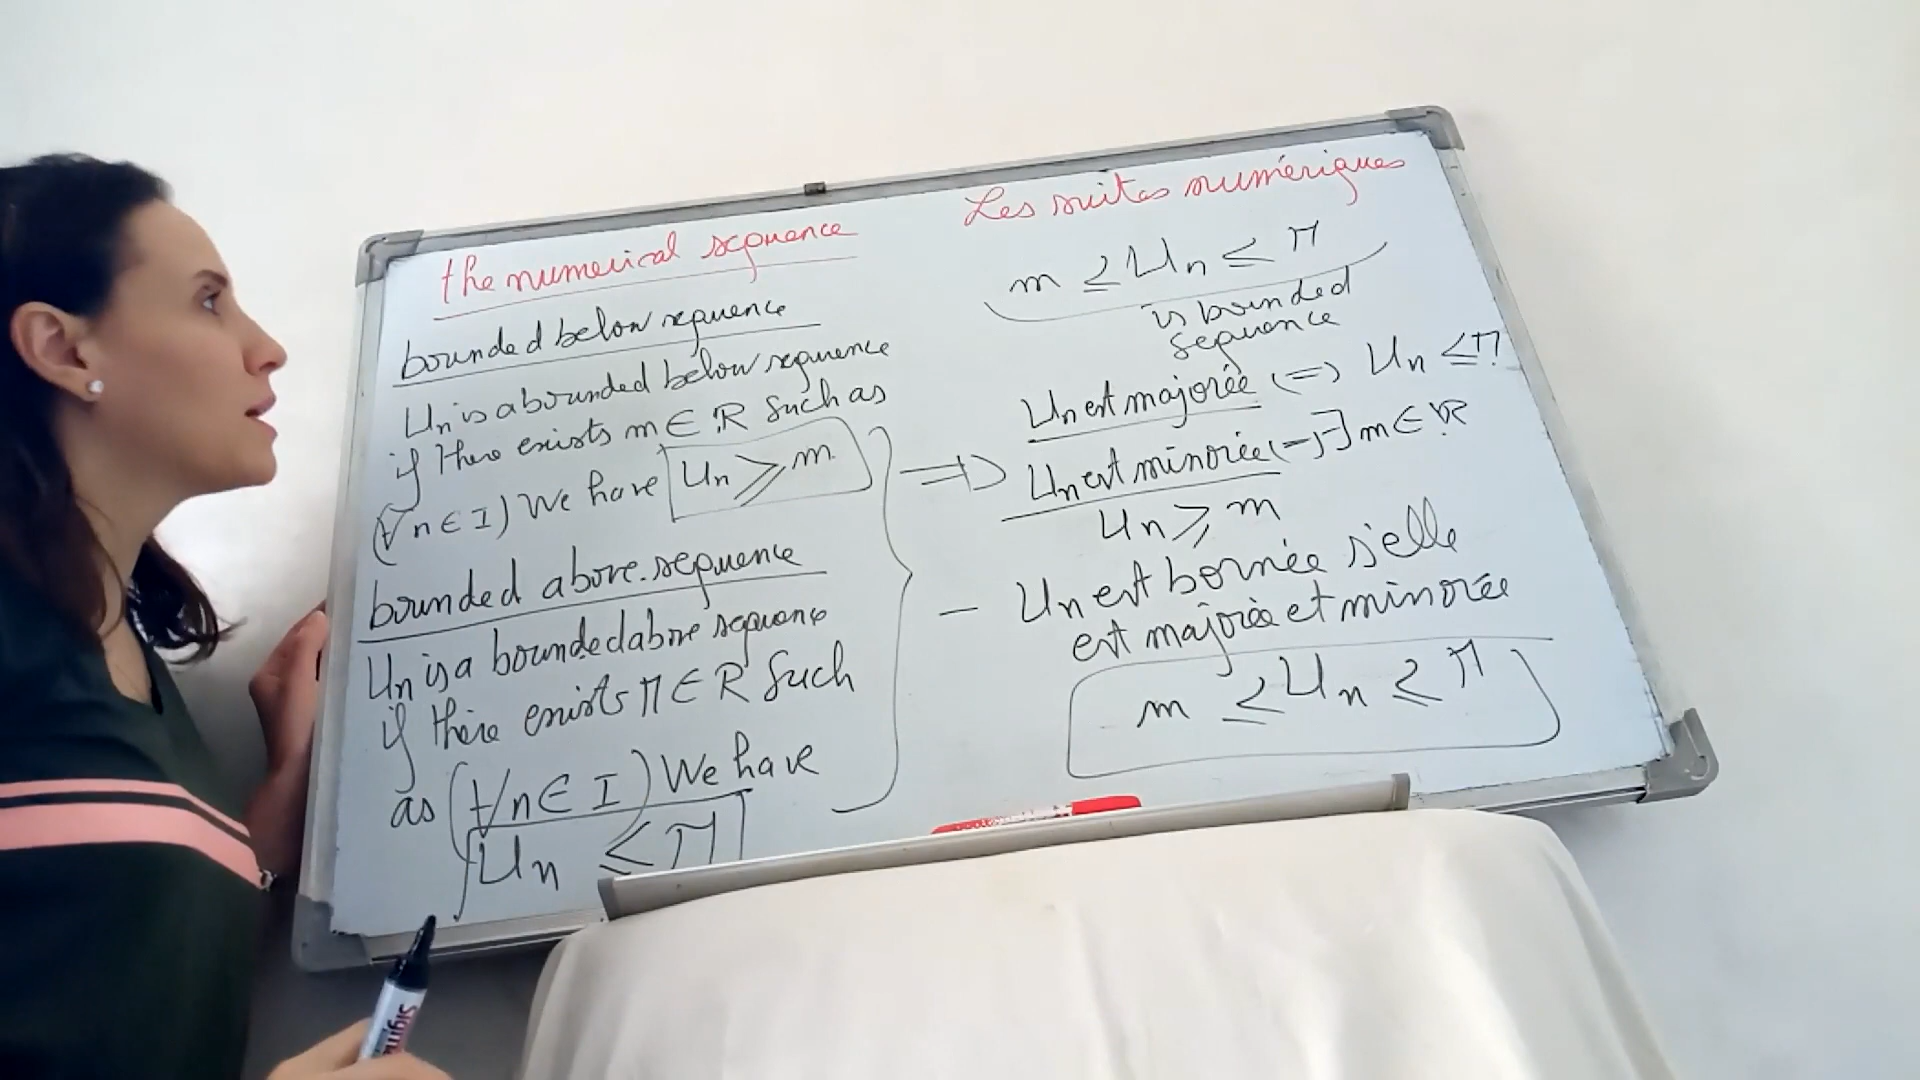 the numerical sequence
bounded below sequence
Un is a bounded below sequence
if there exists m ∈ R Such as
(∀n ∈ I) We have Un ⩾ m
bounded above sequence
Un is a bounded above sequence
if there exists M ∈ R Such
as (∀n ∈ I) We have
Un ≤ M
Les suites numériques
m ≤ Un ≤ M
is bounded
sequence
Un est majorée (=) Un ≤ M
⇒ Un est minorée (=) ∃ m ∈ R
Un ⩾ m
- Un est bornée s'elle
est majorée et minorée
m ≤ Un ≤ M